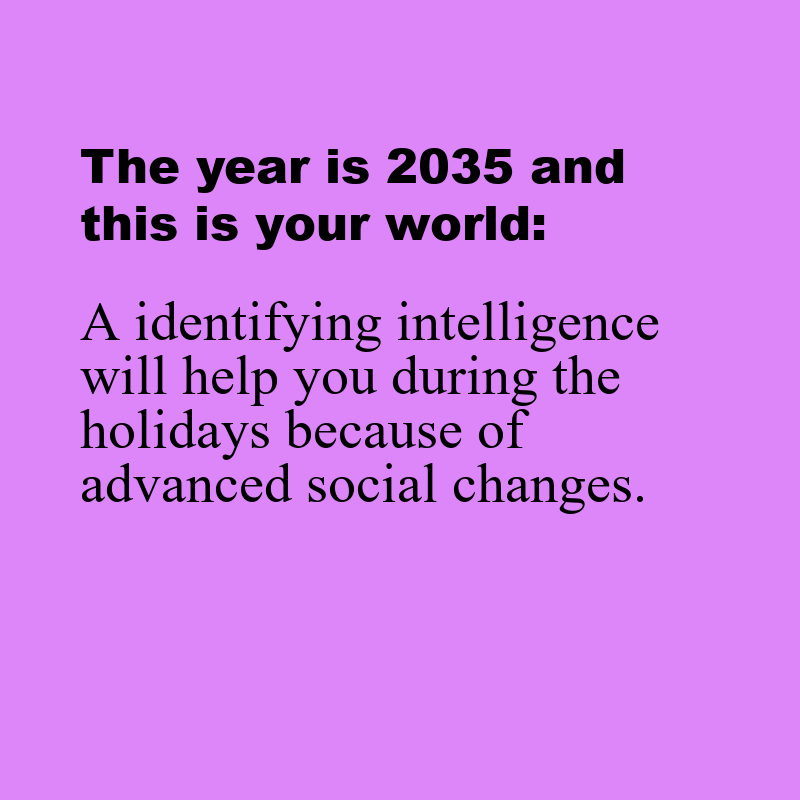 The year is 2035 and
this is your world:
A identifying intelligence
will help you during the
holidays because of
advanced social changes.